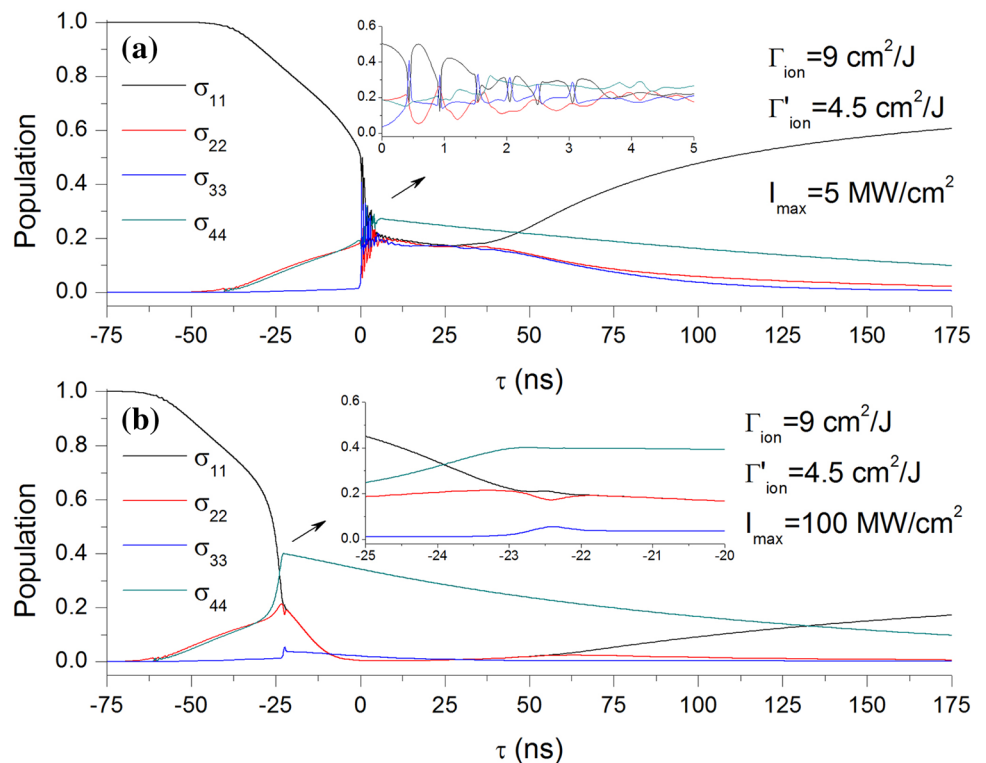 (a)
1.0
0.8
0.6
0.4
0.2
0.0
Population
σ11
σ22
σ33
σ44
0.6
0.4
0.2
0.0
0 1 2 3 4 5
Γion=9 cm²/J
Γ'ion=4.5 cm²/J
Imax=5 MW/cm²
-75 -50 -25 0 25 50 75 100 125 150 175
τ (ns)
(b)
1.0
0.8
0.6
0.4
0.2
0.0
Population
σ11
σ22
σ33
σ44
0.6
0.4
0.2
0.0
-25 -24 -23 -22 -21 -20
Γion=9 cm²/J
Γ'ion=4.5 cm²/J
Imax=100 MW/cm²
-75 -50 -25 0 25 50 75 100 125 150 175
τ (ns)